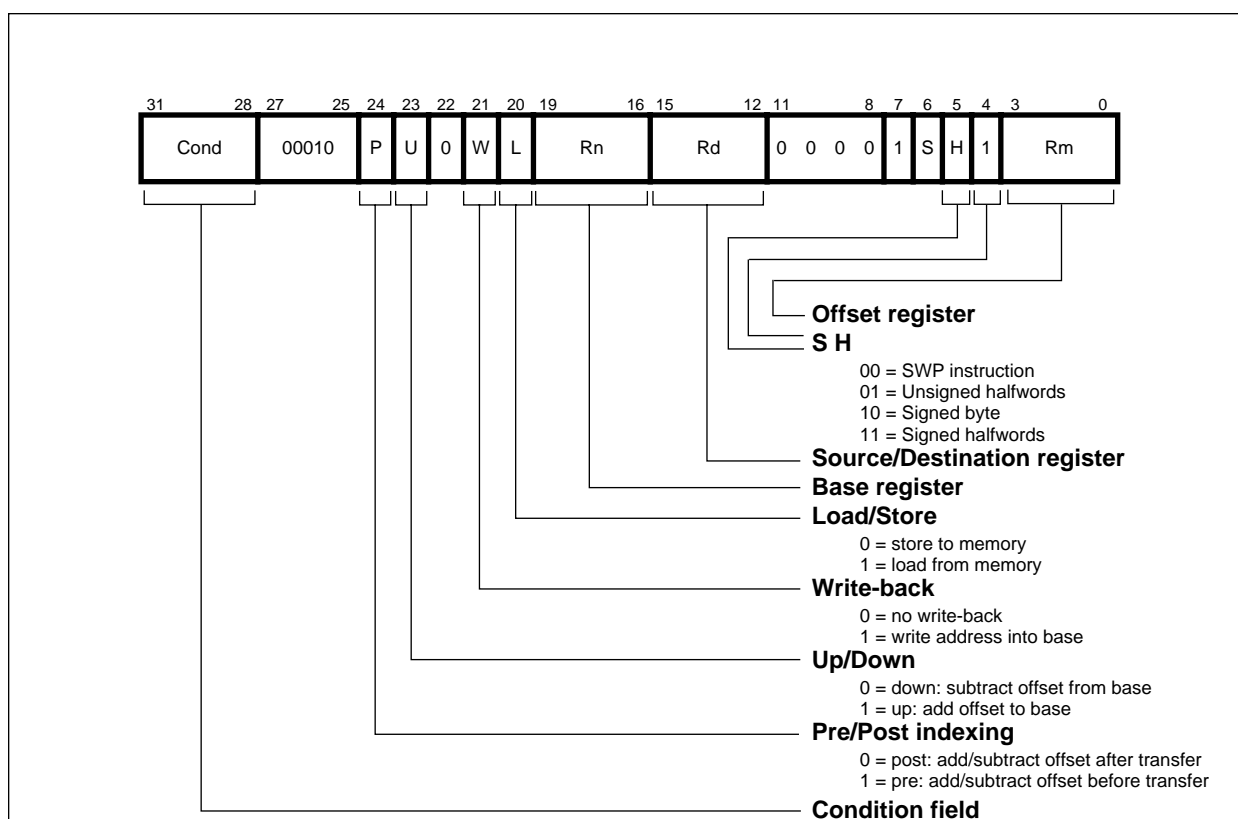 31 28 27 25 24 23 22 21 20 19 16 15 12 11 8 7 6 5 4 3 0
Cond 00010 P U 0 W L Rn Rd 0 0 0 0 1 S H 1 Rm
Offset register
S H
00 = SWP instruction
01 = Unsigned halfwords
10 = Signed byte
11 = Signed halfwords
Source/Destination register
Base register
Load/Store
0 = store to memory
1 = load from memory
Write-back
0 = no write-back
1 = write address into base
Up/Down
0 = down: subtract offset from base
1 = up: add offset to base
Pre/Post indexing
0 = post: add/subtract offset after transfer
1 = pre: add/subtract offset before transfer
Condition field